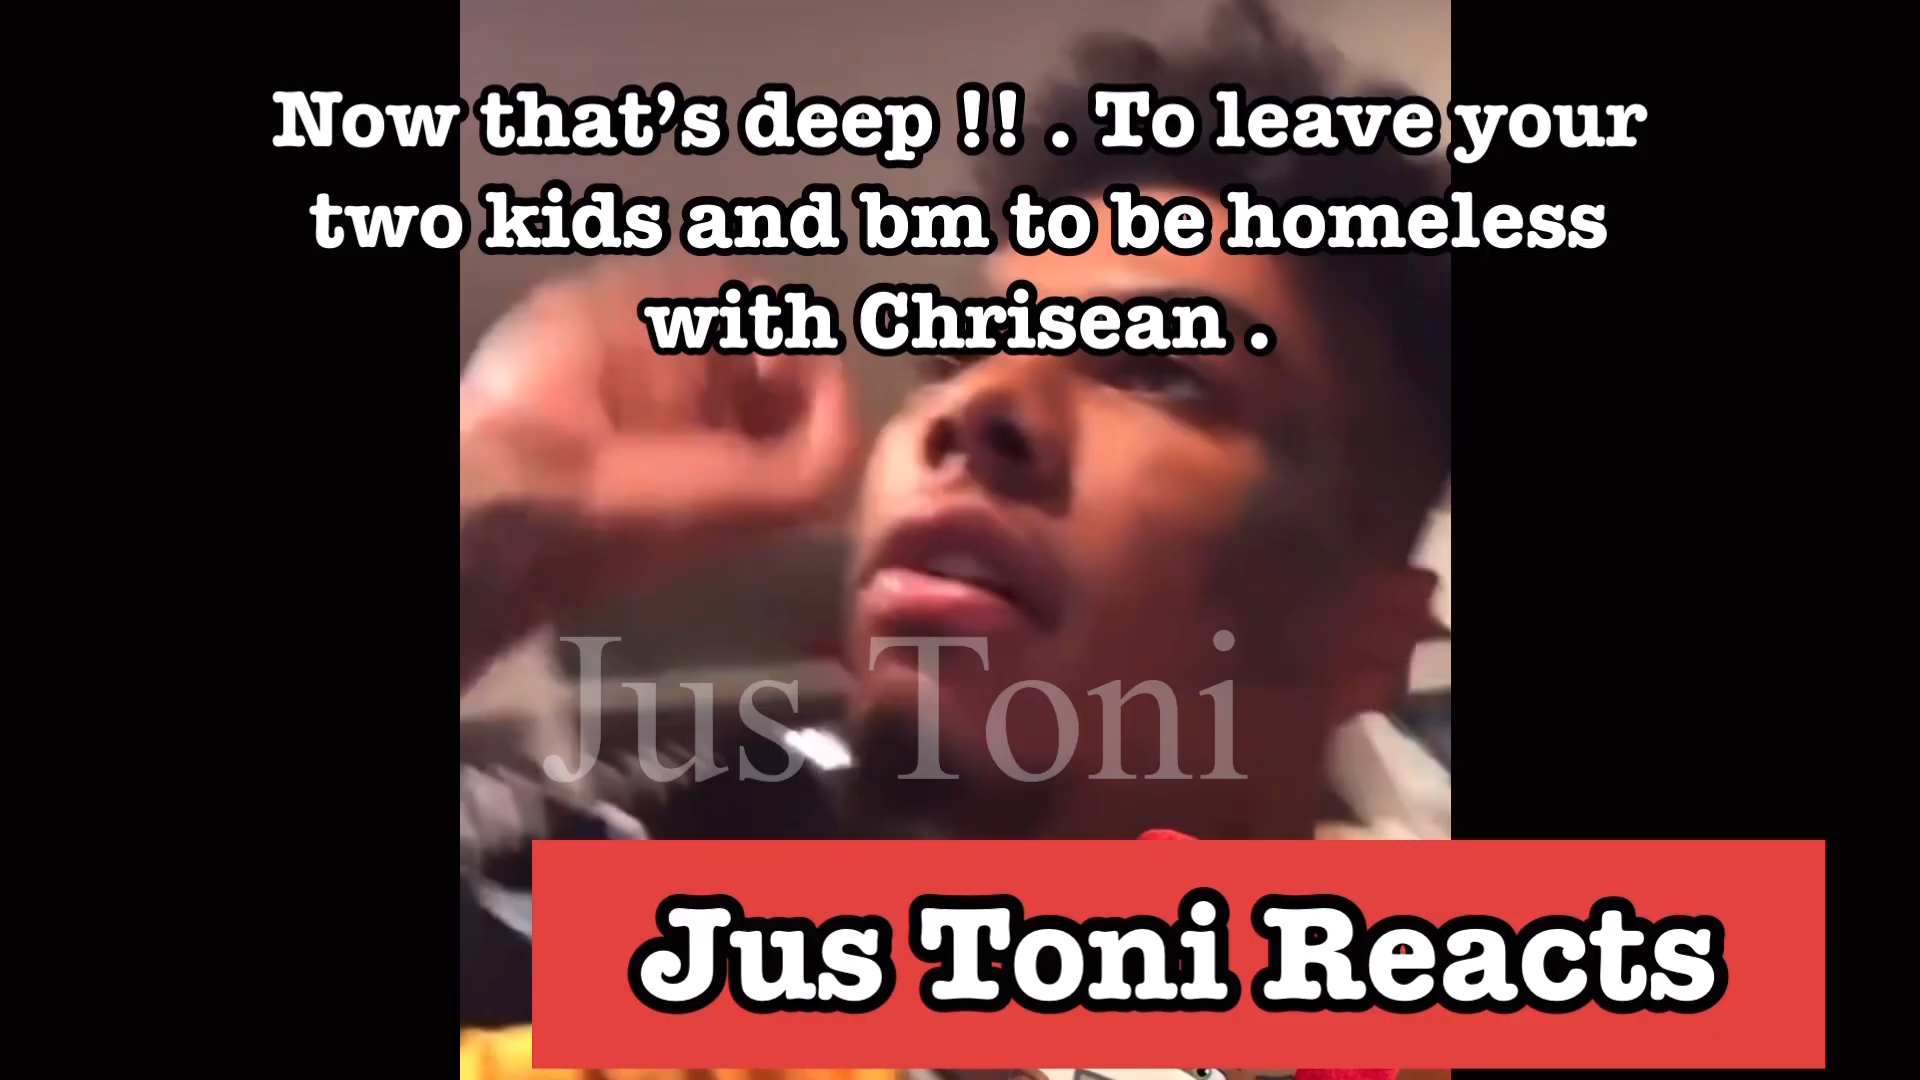 Now that’s deep !! . To leave your
two kids and bm to be homeless
with Chrisean .
Jus Toni
Jus Toni Reacts